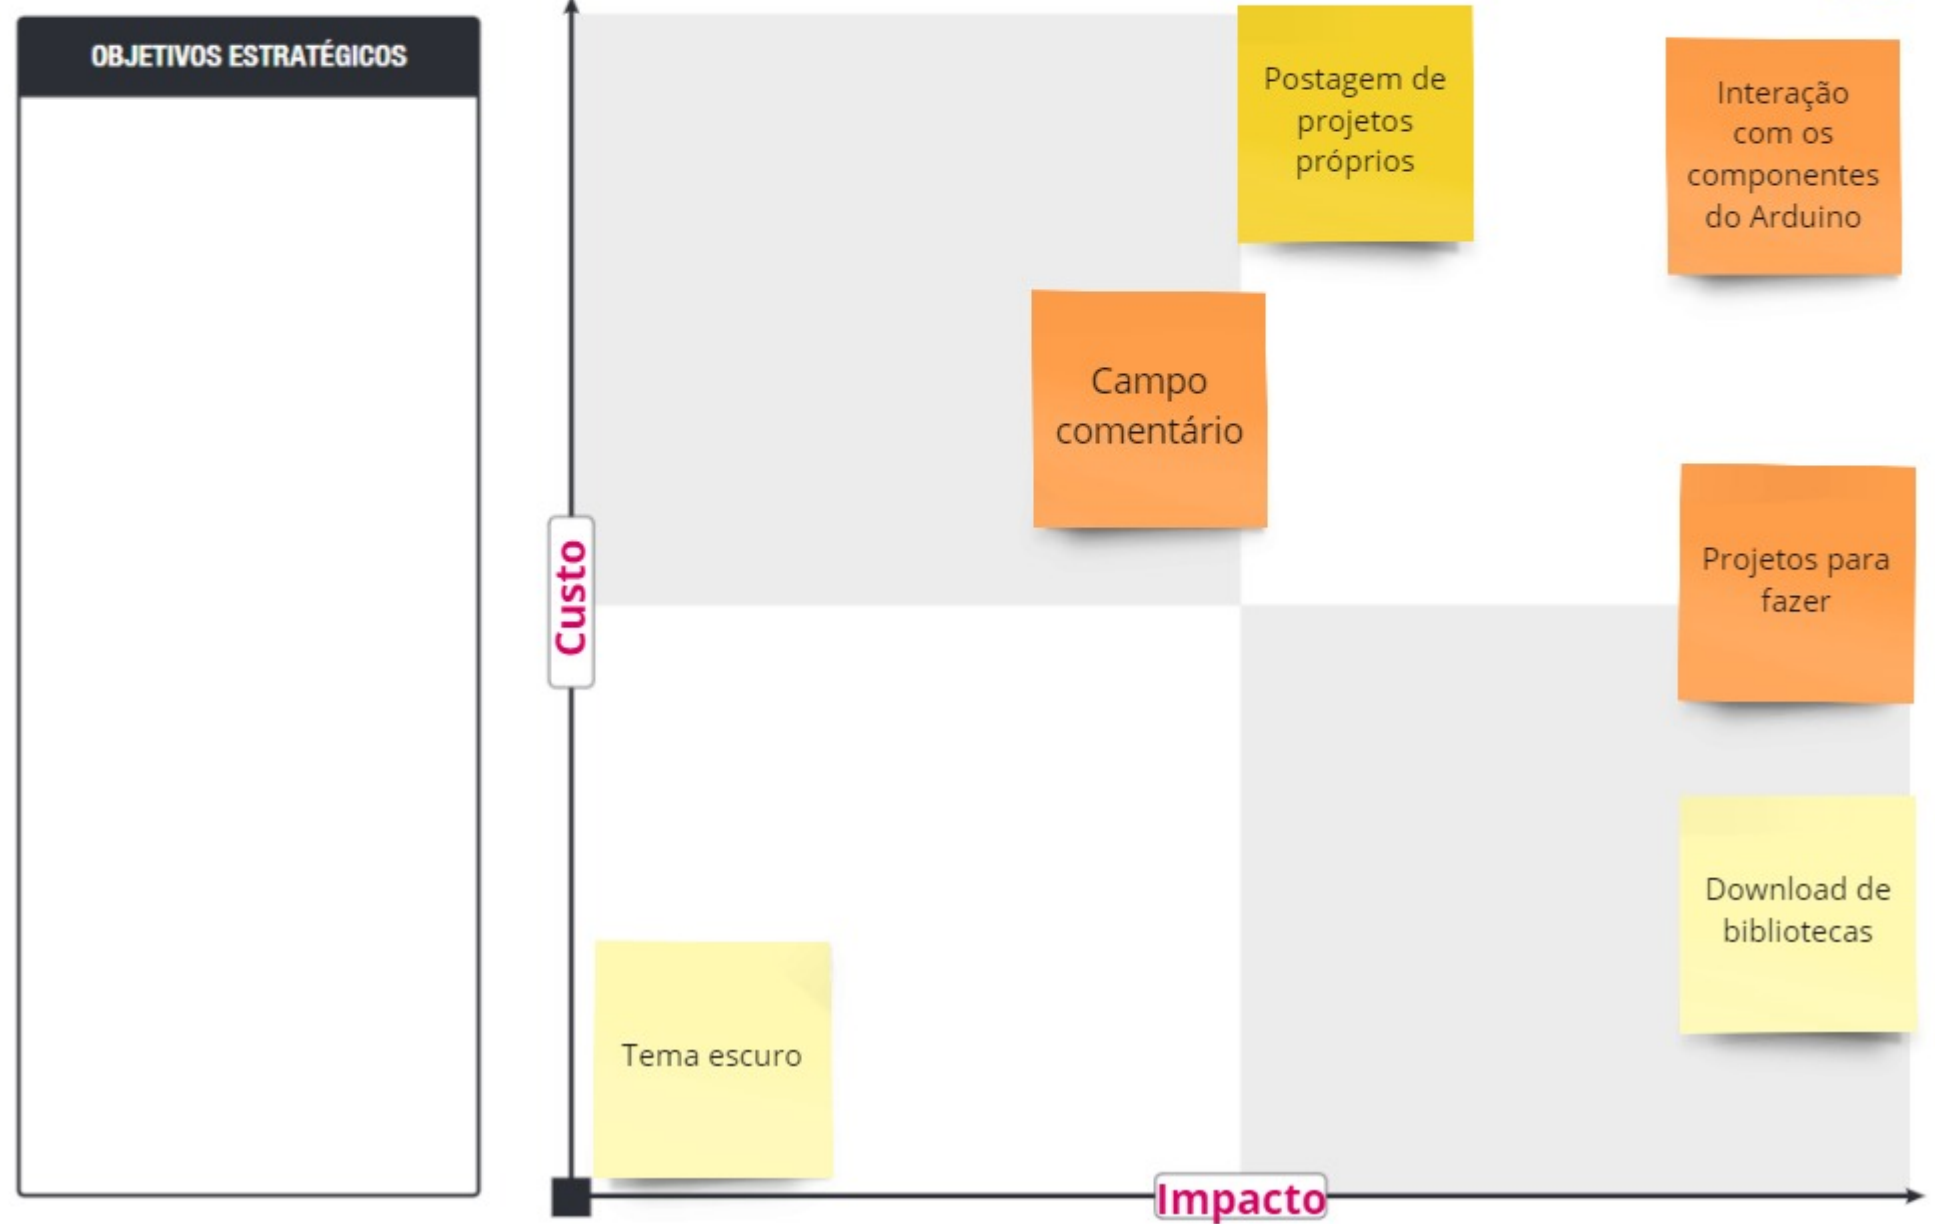 OBJETIVOS ESTRATÉGICOS
Postagem de
projetos
próprios
Interação
com os
componentes
do Arduino
Campo
comentário
Custo
Projetos para
fazer
Download de
bibliotecas
Tema escuro
Impacto